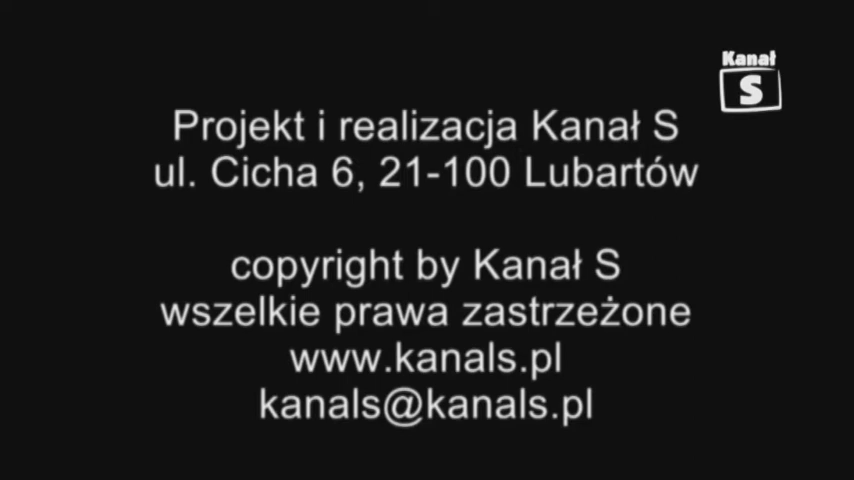 Kanał
S
Projekt i realizacja Kanał S
ul. Cicha 6, 21-100 Lubartów
copyright by Kanał S
wszelkie prawa zastrzeżone
www.kanals.pl
kanals@kanals.pl